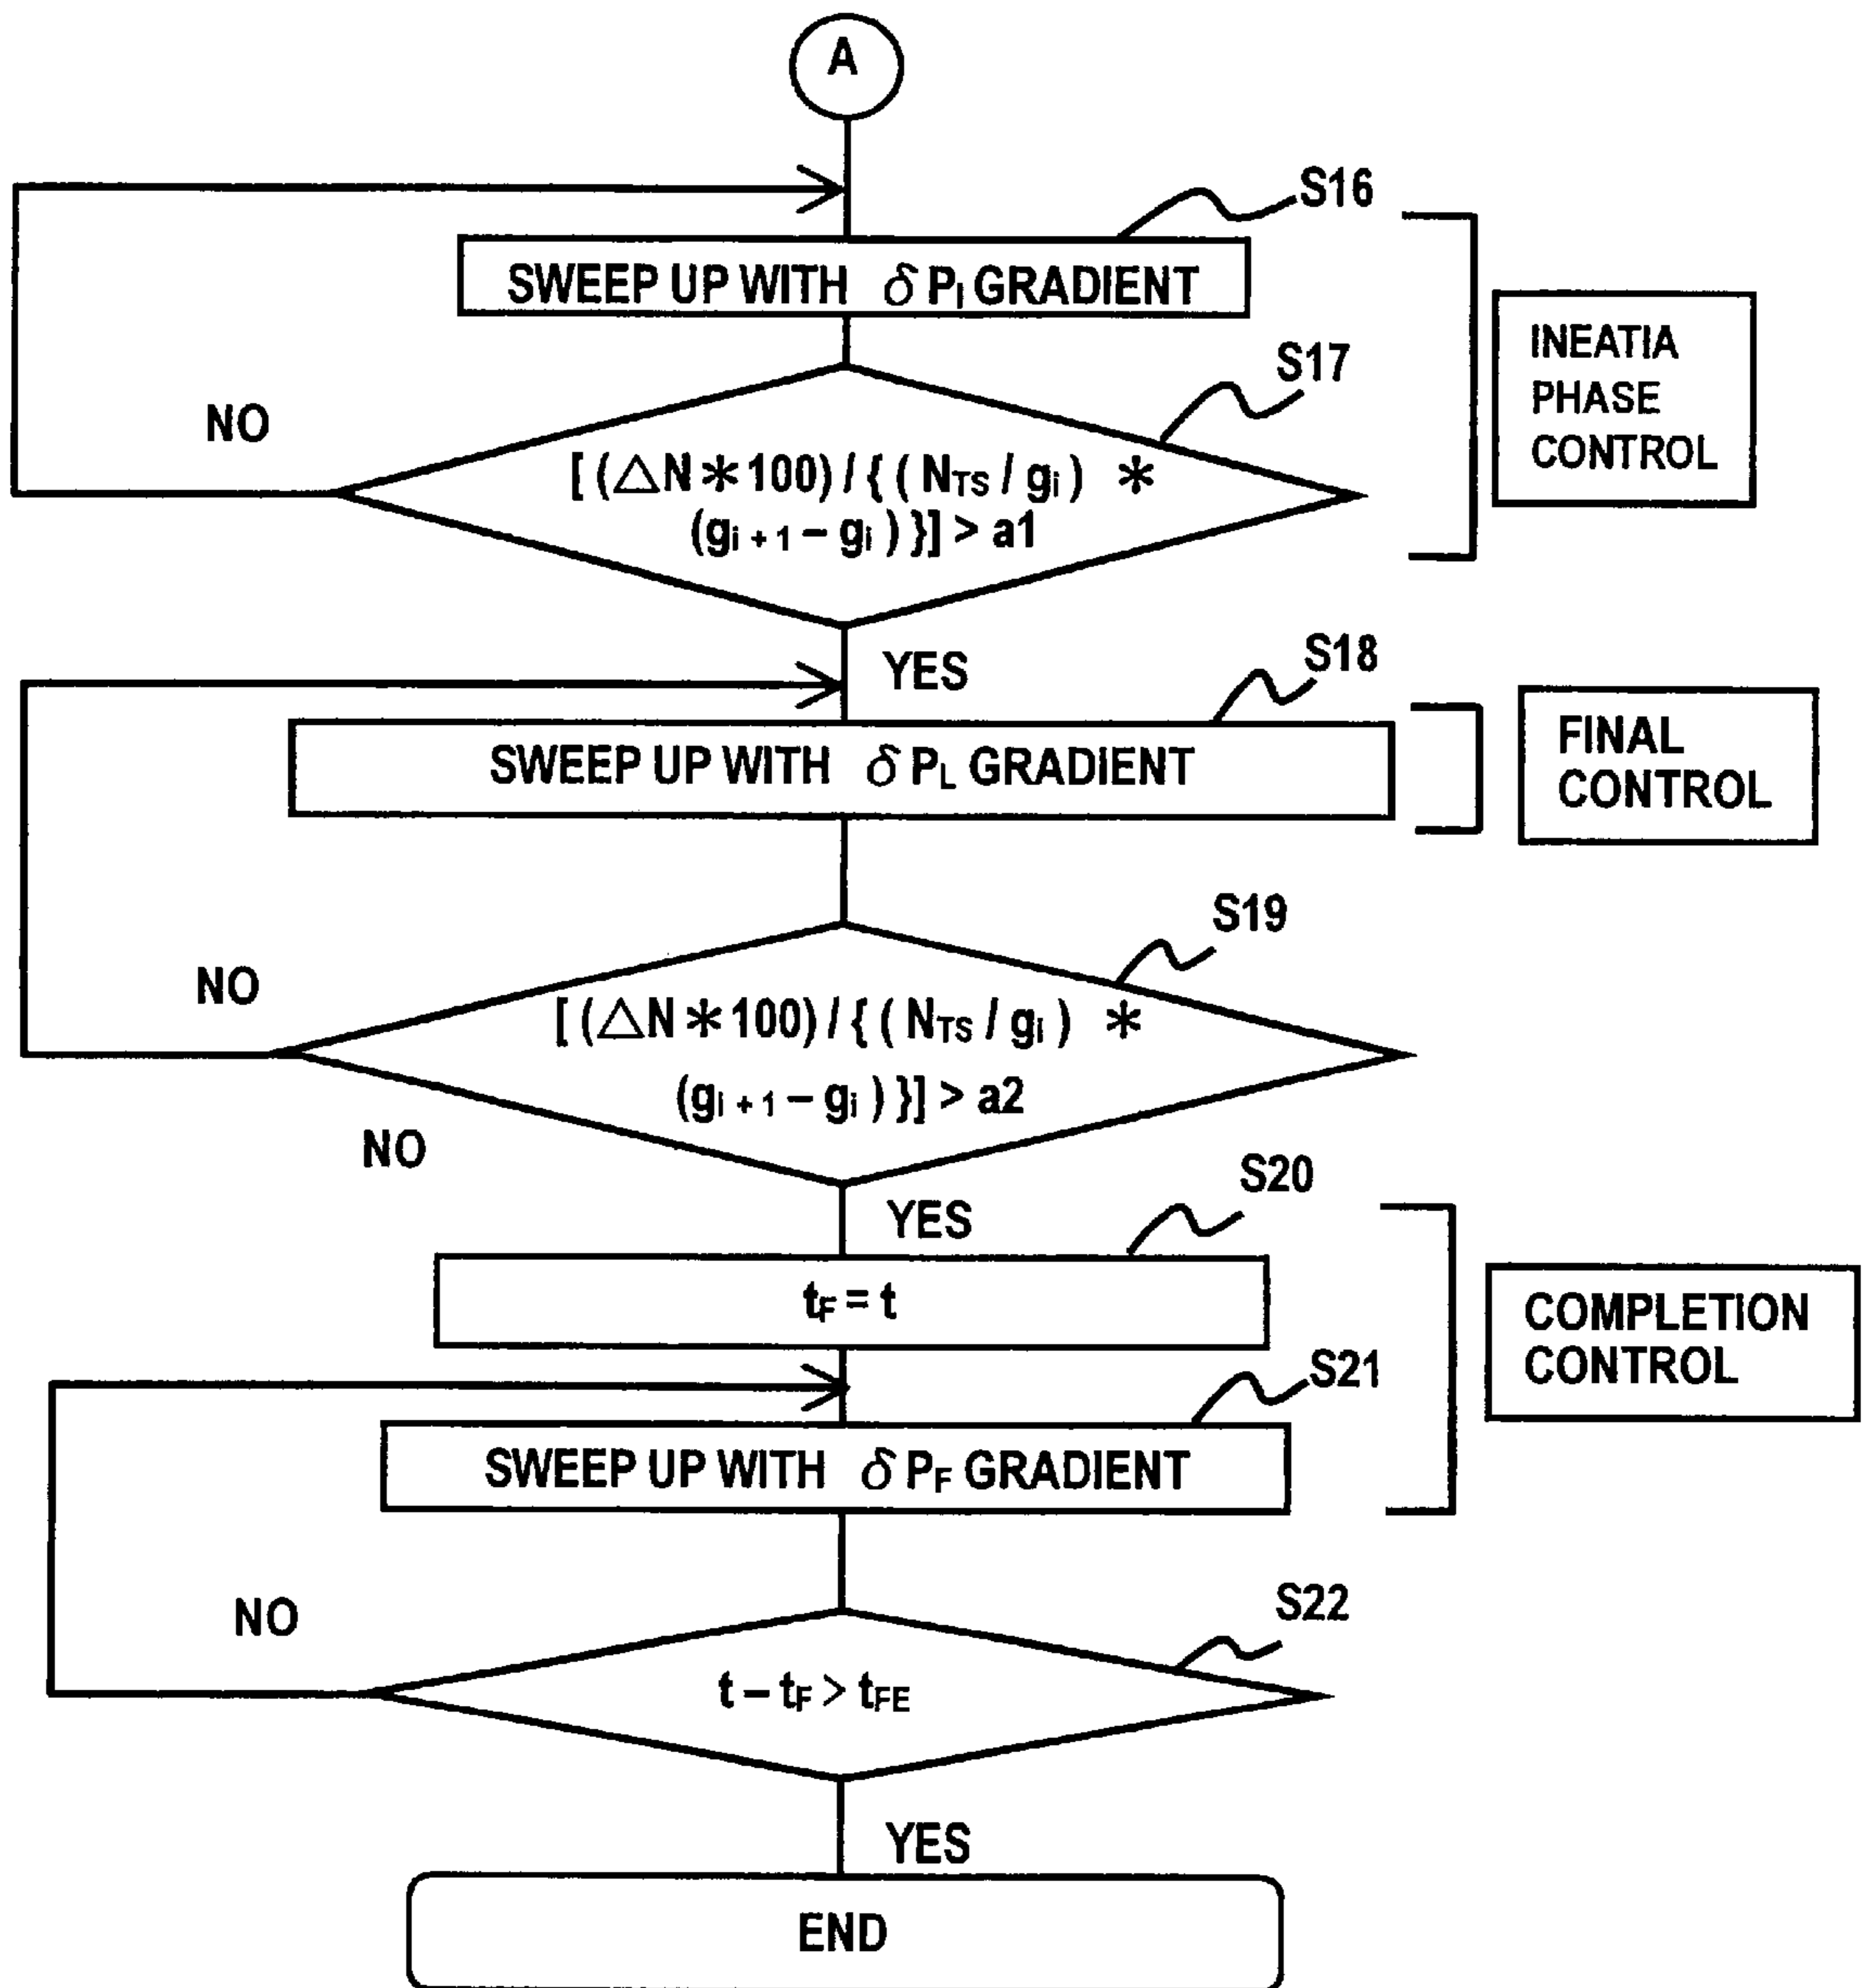 A
S16
SWEEP UP WITH δ PI GRADIENT
INEATIA
PHASE
CONTROL
S17
NO
[ (△N * 100) / { ( NTS / gi ) *
(gi + 1 – gi ) }] > a1
YES
S18
SWEEP UP WITH δ PL GRADIENT
FINAL
CONTROL
S19
NO
[ (△N * 100) / { ( NTS / gi ) *
(gi + 1 – gi ) }] > a2
NO
YES
S20
tF = t
COMPLETION
CONTROL
S21
SWEEP UP WITH δ PF GRADIENT
S22
NO
t – tF > tFE
YES
END